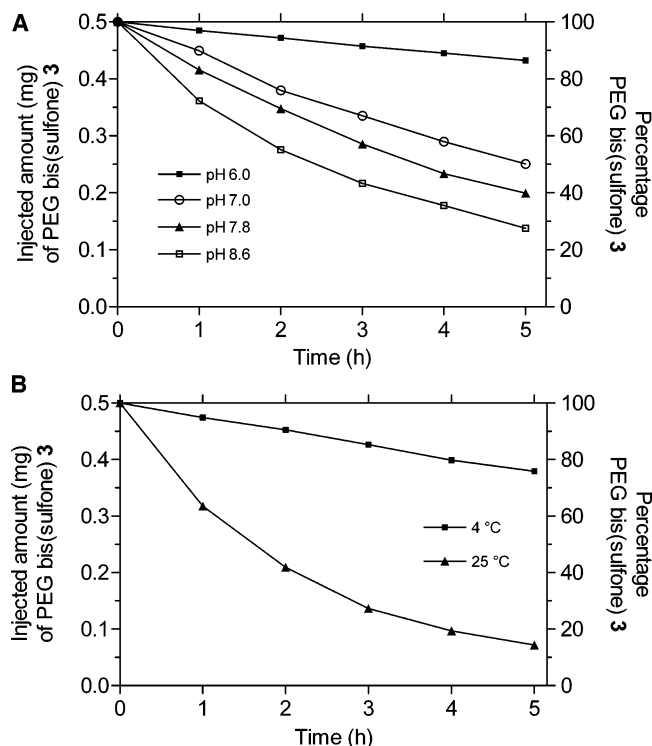 A
Injected amount (mg)
of PEG bis(sulfone) 3
0.5
0.4
0.3
0.2
0.1
0.0
pH 6.0
pH 7.0
pH 7.8
pH 8.6
100
80
60
40
20
0
Percentage
PEG bis(sulfone) 3
0 1 2 3 4 5
Time (h)
B
Injected amount (mg)
of PEG bis(sulfone) 3
0.5
0.4
0.3
0.2
0.1
0.0
4 °C
25 °C
100
80
60
40
20
0
Percentage
PEG bis(sulfone) 3
0 1 2 3 4 5
Time (h)